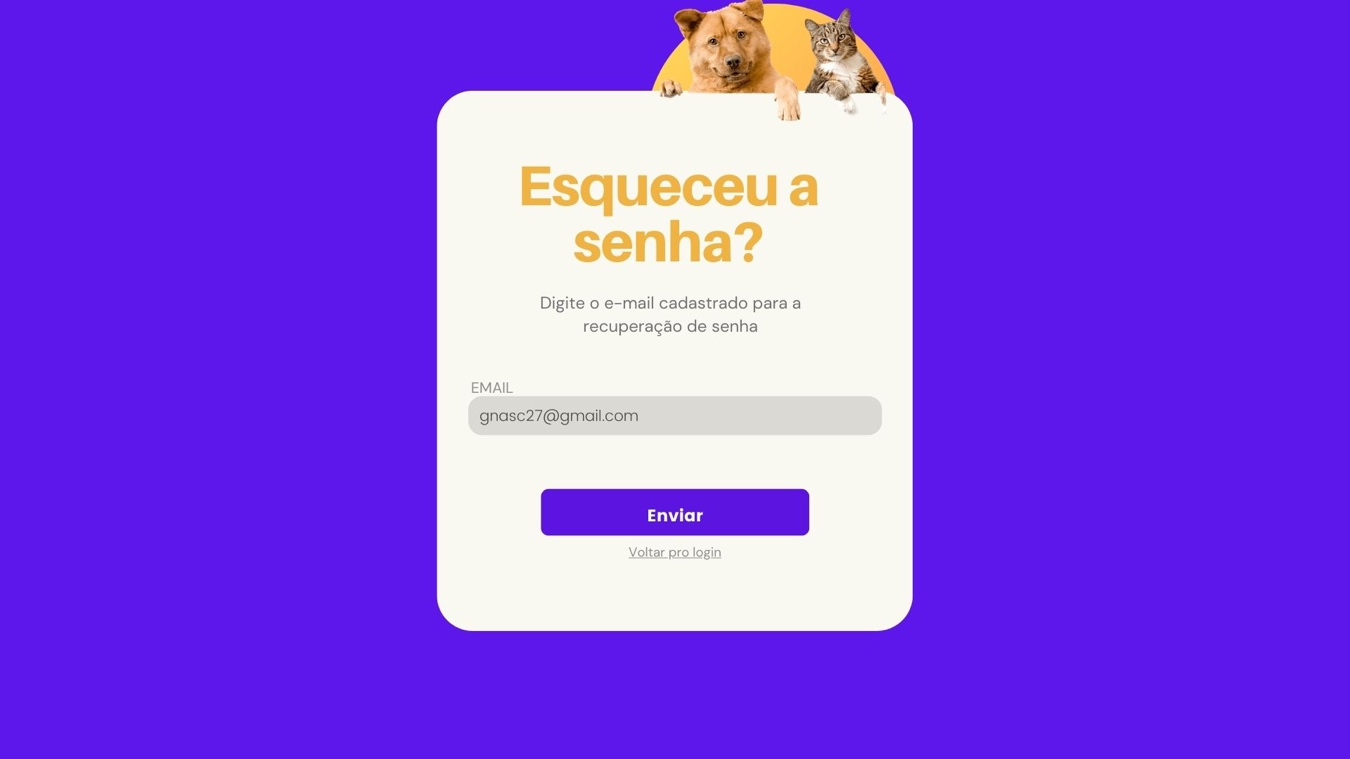 Esqueceu a
senha?
Digite o e-mail cadastrado para a
recuperação de senha
EMAIL
gnasc27@gmail.com
Enviar
Voltar pro login